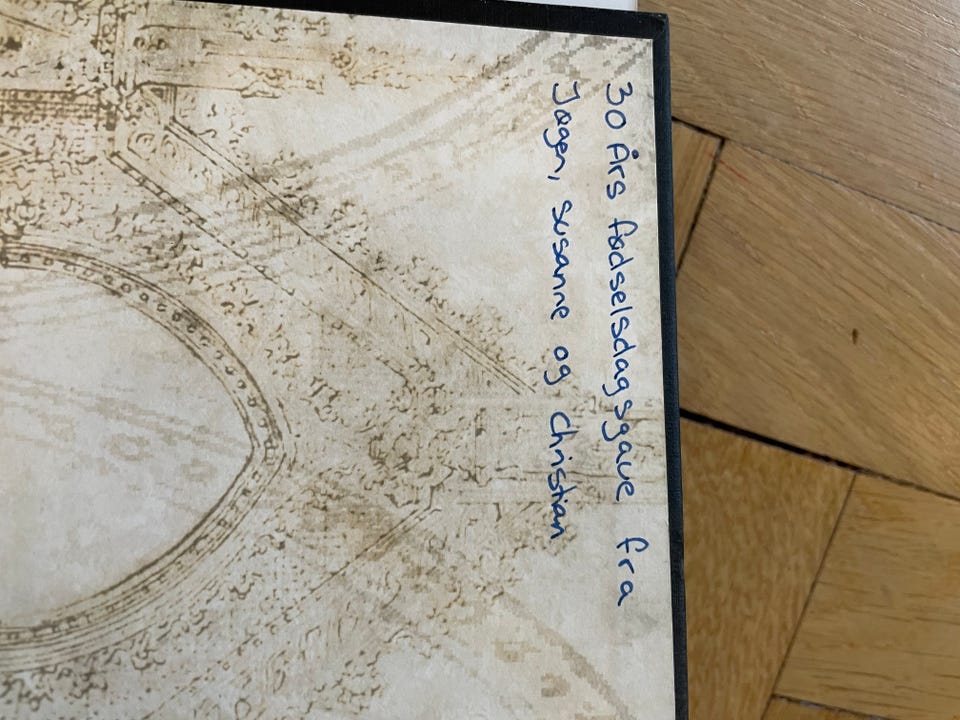 30 Års fødselsdagsgave fra
Jøgen, susanne og christian